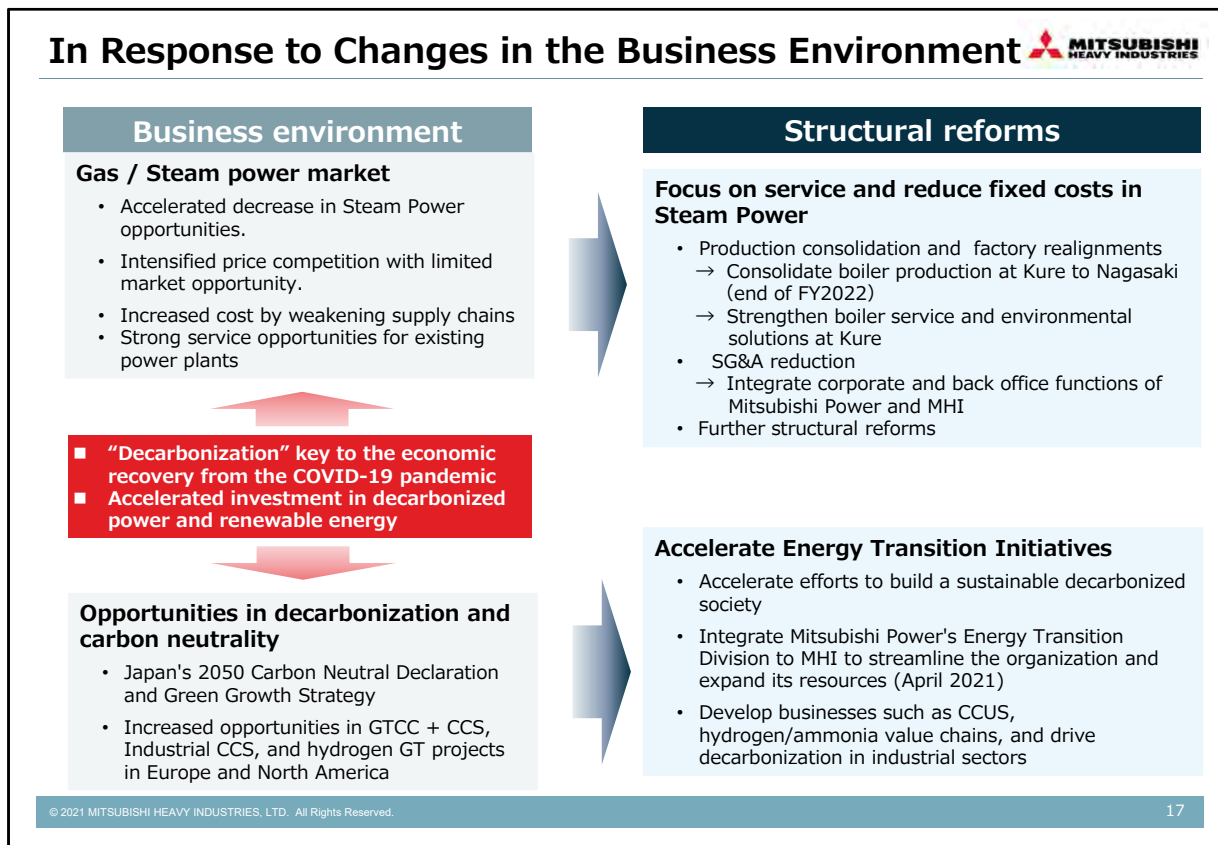 In Response to Changes in the Business Environment
MITSUBISHI
HEAVY INDUSTRIES
Business environment
Gas / Steam power market
• Accelerated decrease in Steam Power
opportunities.
• Intensified price competition with limited
market opportunity.
• Increased cost by weakening supply chains
• Strong service opportunities for existing
power plants
■ “Decarbonization” key to the economic
recovery from the COVID-19 pandemic
■ Accelerated investment in decarbonized
power and renewable energy
Opportunities in decarbonization and
carbon neutrality
• Japan's 2050 Carbon Neutral Declaration
and Green Growth Strategy
• Increased opportunities in GTCC + CCS,
Industrial CCS, and hydrogen GT projects
in Europe and North America
Structural reforms
Focus on service and reduce fixed costs in
Steam Power
• Production consolidation and factory realignments
→ Consolidate boiler production at Kure to Nagasaki
(end of FY2022)
→ Strengthen boiler service and environmental
solutions at Kure
• SG&A reduction
→ Integrate corporate and back office functions of
Mitsubishi Power and MHI
• Further structural reforms
Accelerate Energy Transition Initiatives
• Accelerate efforts to build a sustainable decarbonized
society
• Integrate Mitsubishi Power's Energy Transition
Division to MHI to streamline the organization and
expand its resources (April 2021)
• Develop businesses such as CCUS,
hydrogen/ammonia value chains, and drive
decarbonization in industrial sectors
© 2021 MITSUBISHI HEAVY INDUSTRIES, LTD. All Rights Reserved.
17